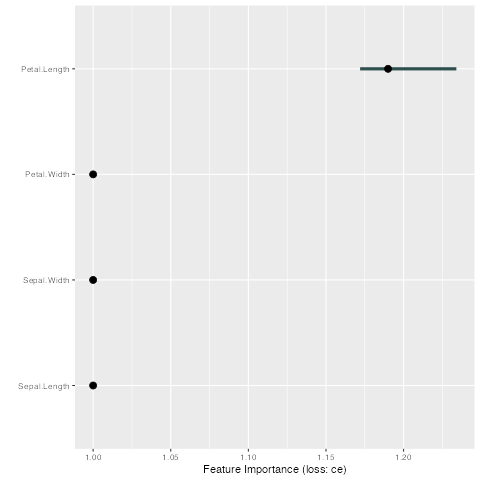 Petal.Length
Petal.Width
Sepal.Width
Sepal.Length
1.00 1.05 1.10 1.15 1.20
Feature Importance (loss: ce)